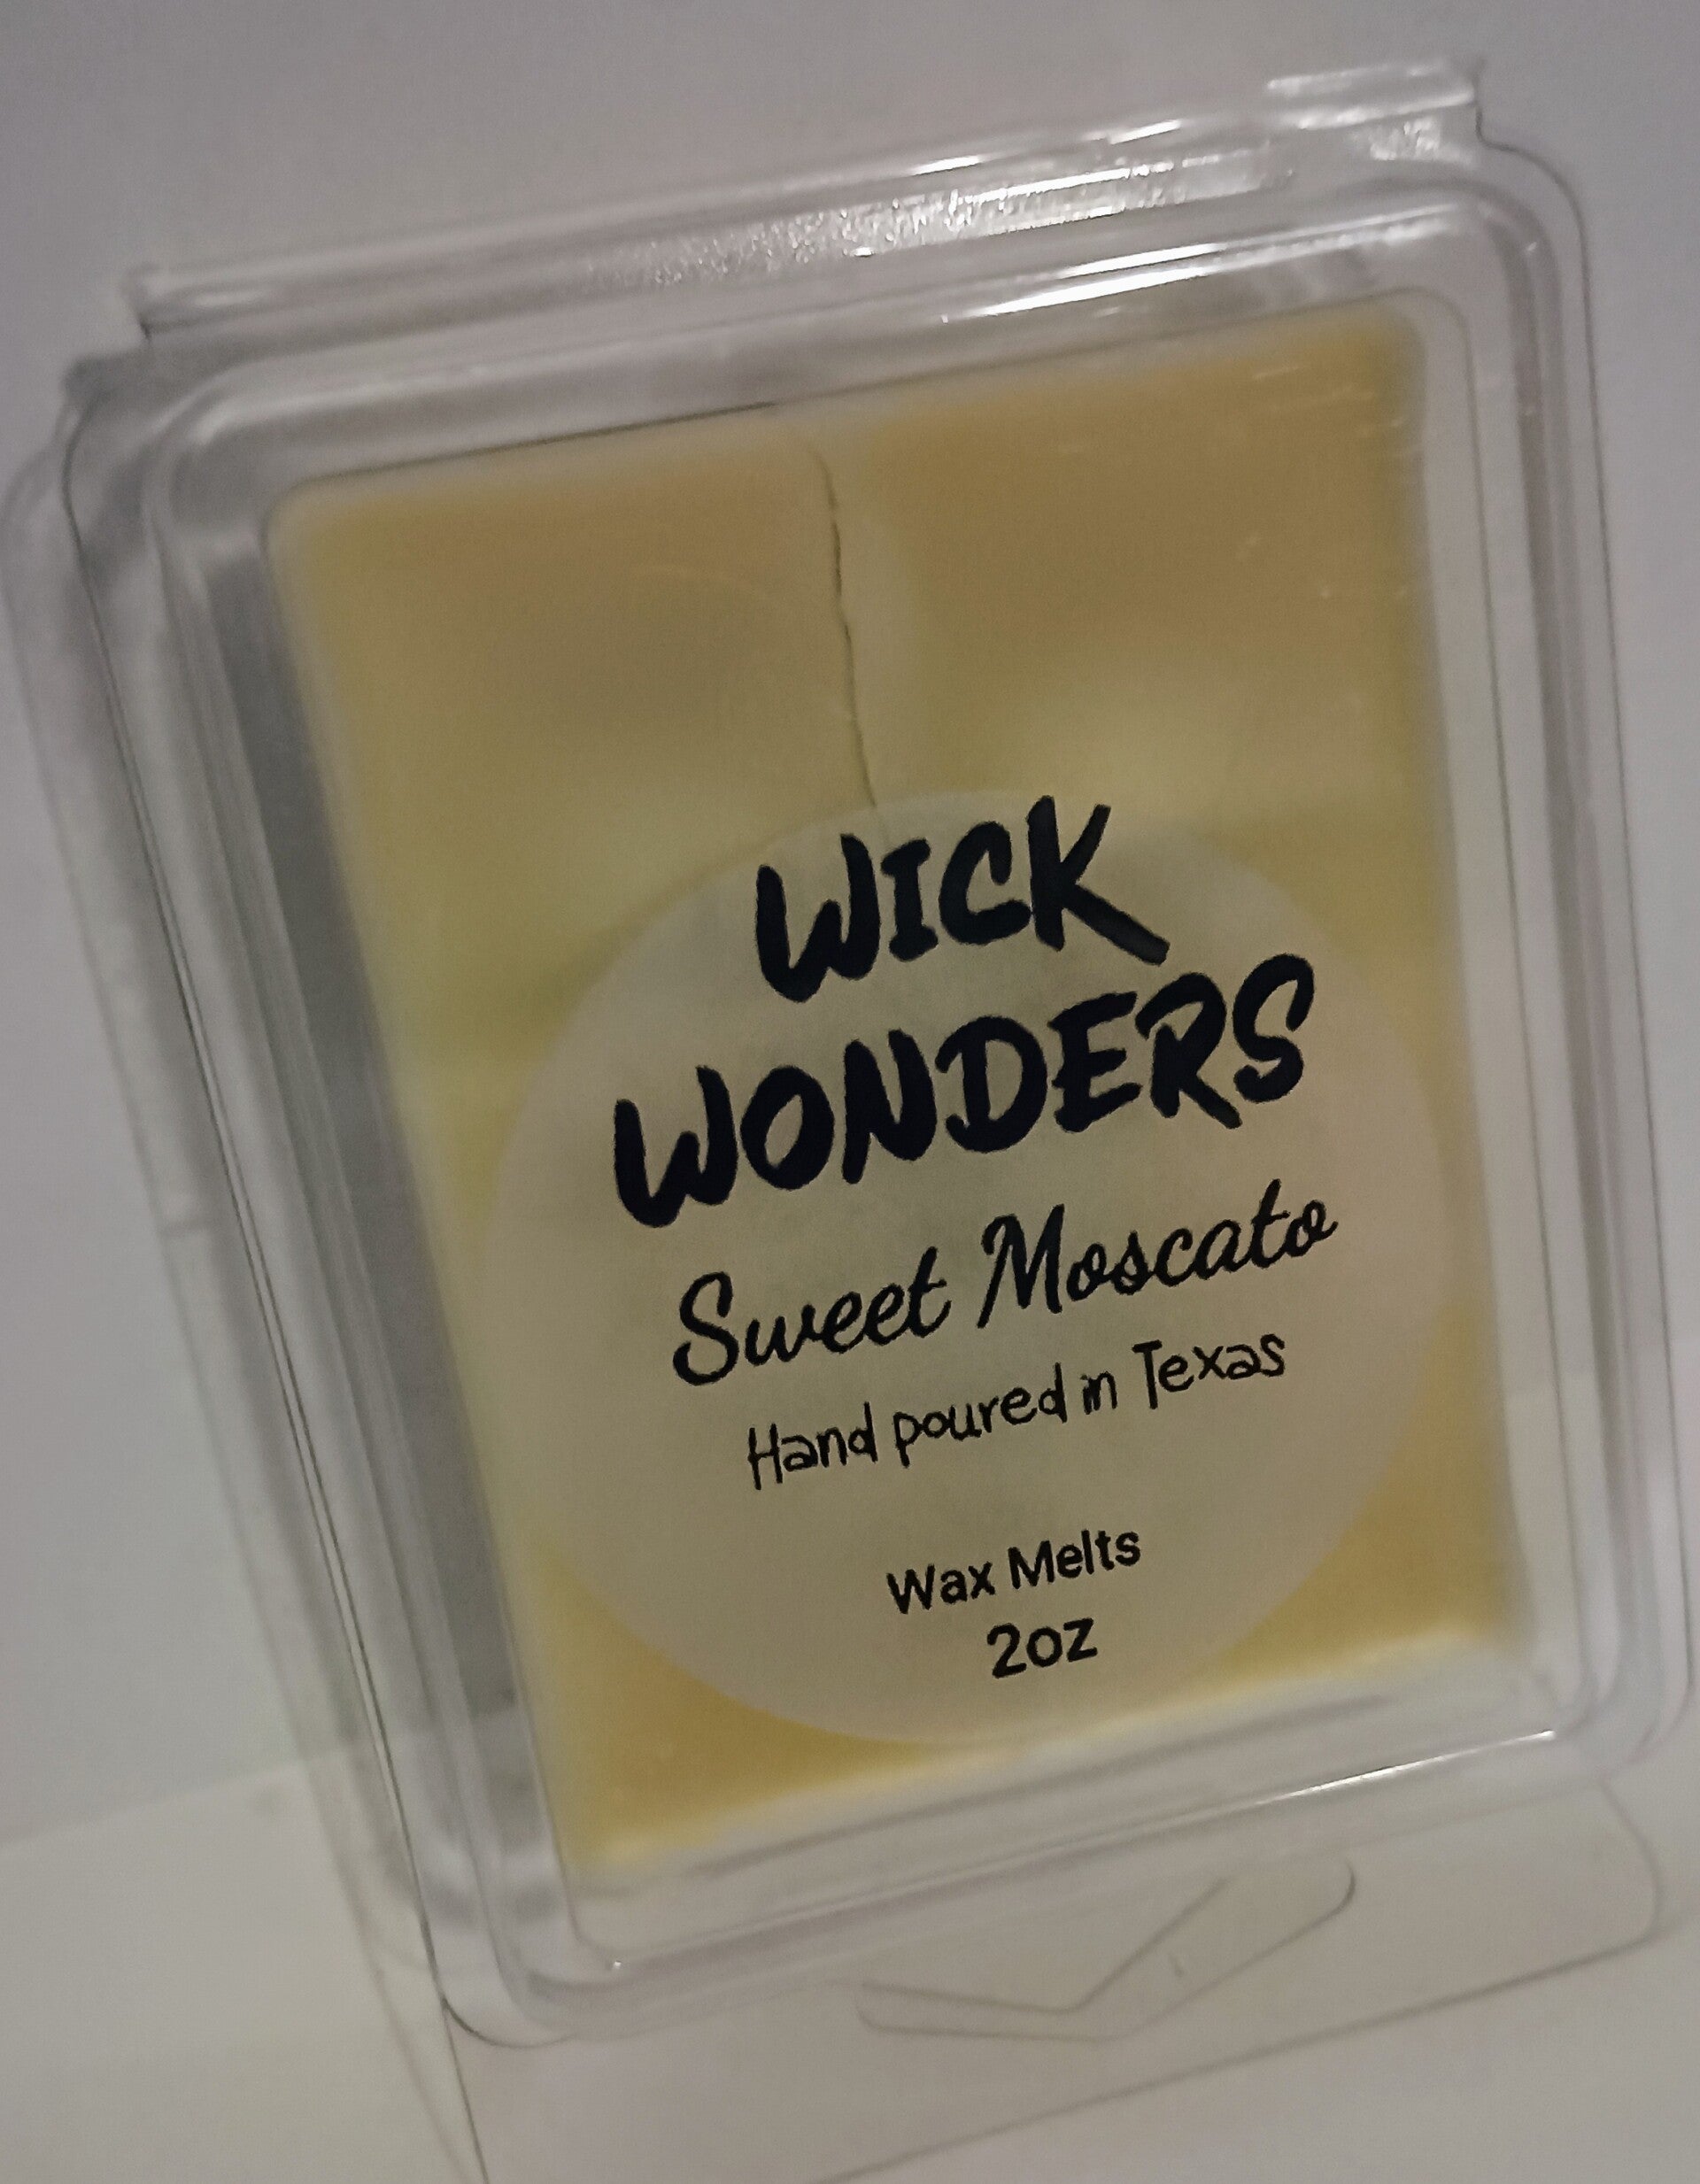 WICK
WONDERS
Sweet Moscato
Hand poured in Texas
Wax Melts
2oz